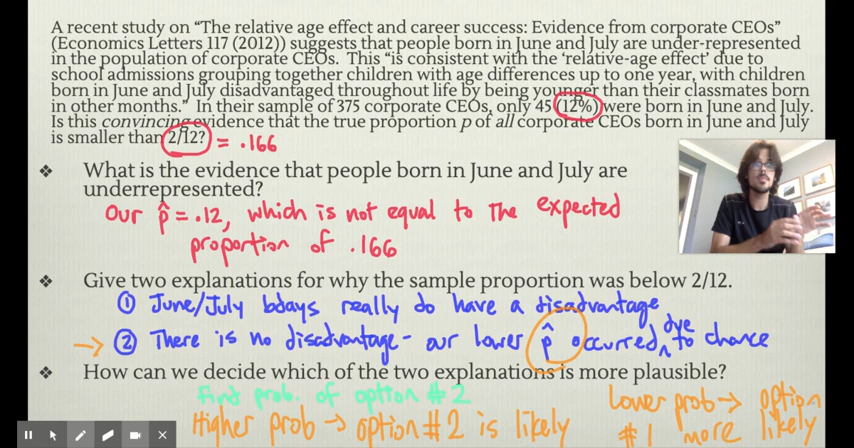 A recent study on “The relative age effect and career success: Evidence from corporate CEOs”
(Economics Letters 117 (2012)) suggests that people born in June and July are under-represented
in the population of corporate CEOs. This “is consistent with the ‘relative-age effect’ due to
school admissions grouping together children with age differences up to one year, with children
born in June and July disadvantaged throughout life by being younger than their classmates born
in other months.” In their sample of 375 corporate CEOs, only 45 (12%) were born in June and July.
Is this convincing evidence that the true proportion p of all corporate CEOs born in June and July
is smaller than 2/12? = .166
❖ What is the evidence that people born in June and July are
underrepresented?
Our p̂ = .12, which is not equal to the expected
proportion of .166
❖ Give two explanations for why the sample proportion was below 2/12.
① June/July bdays really do have a disadvantage
→ ② There is no disadvantage - our lower p̂ occurred due to chance
❖ How can we decide which of the two explanations is more plausible?
Find prob. of option #2
Higher prob → option #2 is likely
Lower prob → option
#1 more likely